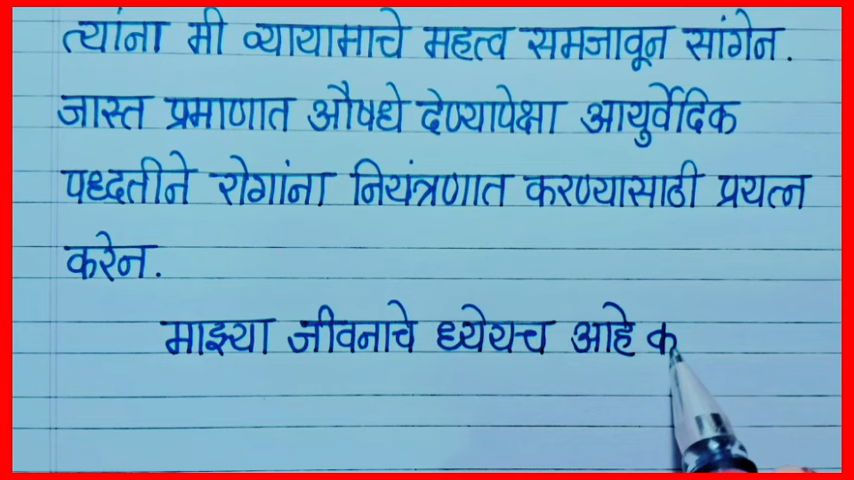 त्यांना मी व्यायामाचे महत्व समजावून सांगेन.
जास्त प्रमाणात औषधे देण्यापेक्षा आयुर्वेदिक
पध्दतीने रोगांना नियंत्रणात करण्यासाठी प्रयत्न
करेन.
माझ्या जीवनाचे ध्येयच आहे क